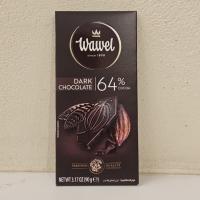 Wawel
SINCE 1898
DARK
CHOCOLATE
64%
COCOA
NET WT 3.17 OZ (90 g) ℮